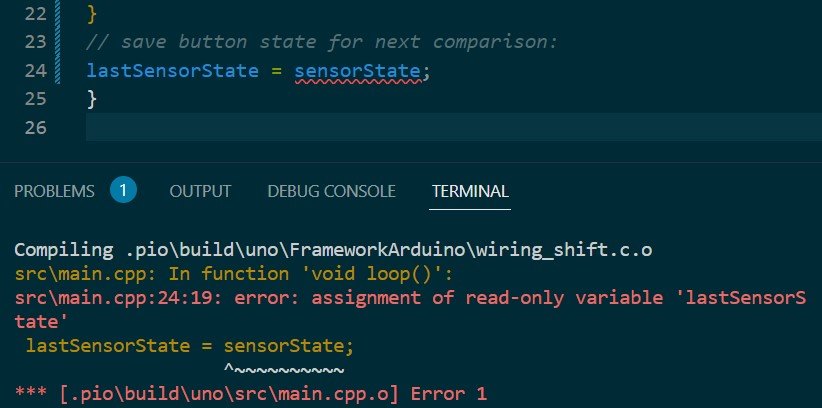 22 }
23 // save button state for next comparison:
24 lastSensorState = sensorState;
25 }
26
PROBLEMS 1 OUTPUT DEBUG CONSOLE TERMINAL
Compiling .pio\build\uno\FrameworkArduino\wiring_shift.c.o
src\main.cpp: In function 'void loop()':
src\main.cpp:24:19: error: assignment of read-only variable 'lastSensorS
tate'
lastSensorState = sensorState;
^~~~~~~~~~~
*** [.pio\build\uno\src\main.cpp.o] Error 1